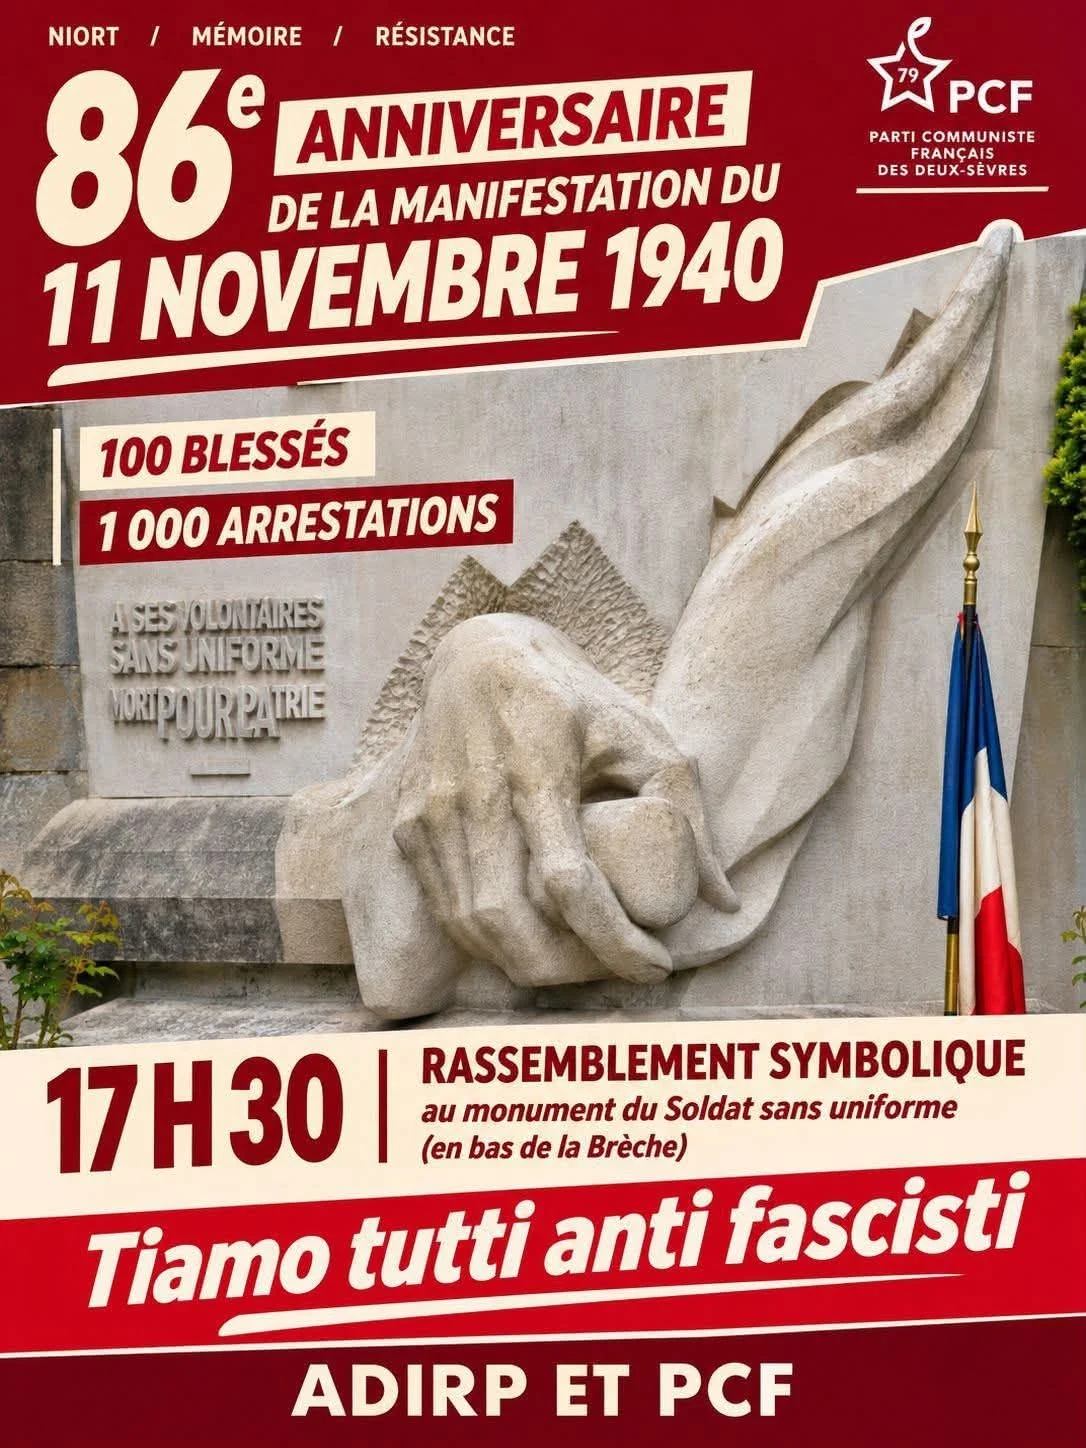 NIORT / MÉMOIRE / RÉSISTANCE
86e ANNIVERSAIRE
DE LA MANIFESTATION DU
11 NOVEMBRE 1940
79
PCF
PARTI COMMUNISTE
FRANÇAIS
DES DEUX-SÈVRES
100 BLESSÉS
1 000 ARRESTATIONS
A SES VOLONTAIRES
SANS UNIFORME
MORT POUR LA TRIE
17H30
RASSEMBLEMENT SYMBOLIQUE
au monument du Soldat sans uniforme
(en bas de la Brèche)
Tiamo tutti anti fascisti
ADIRP ET PCF